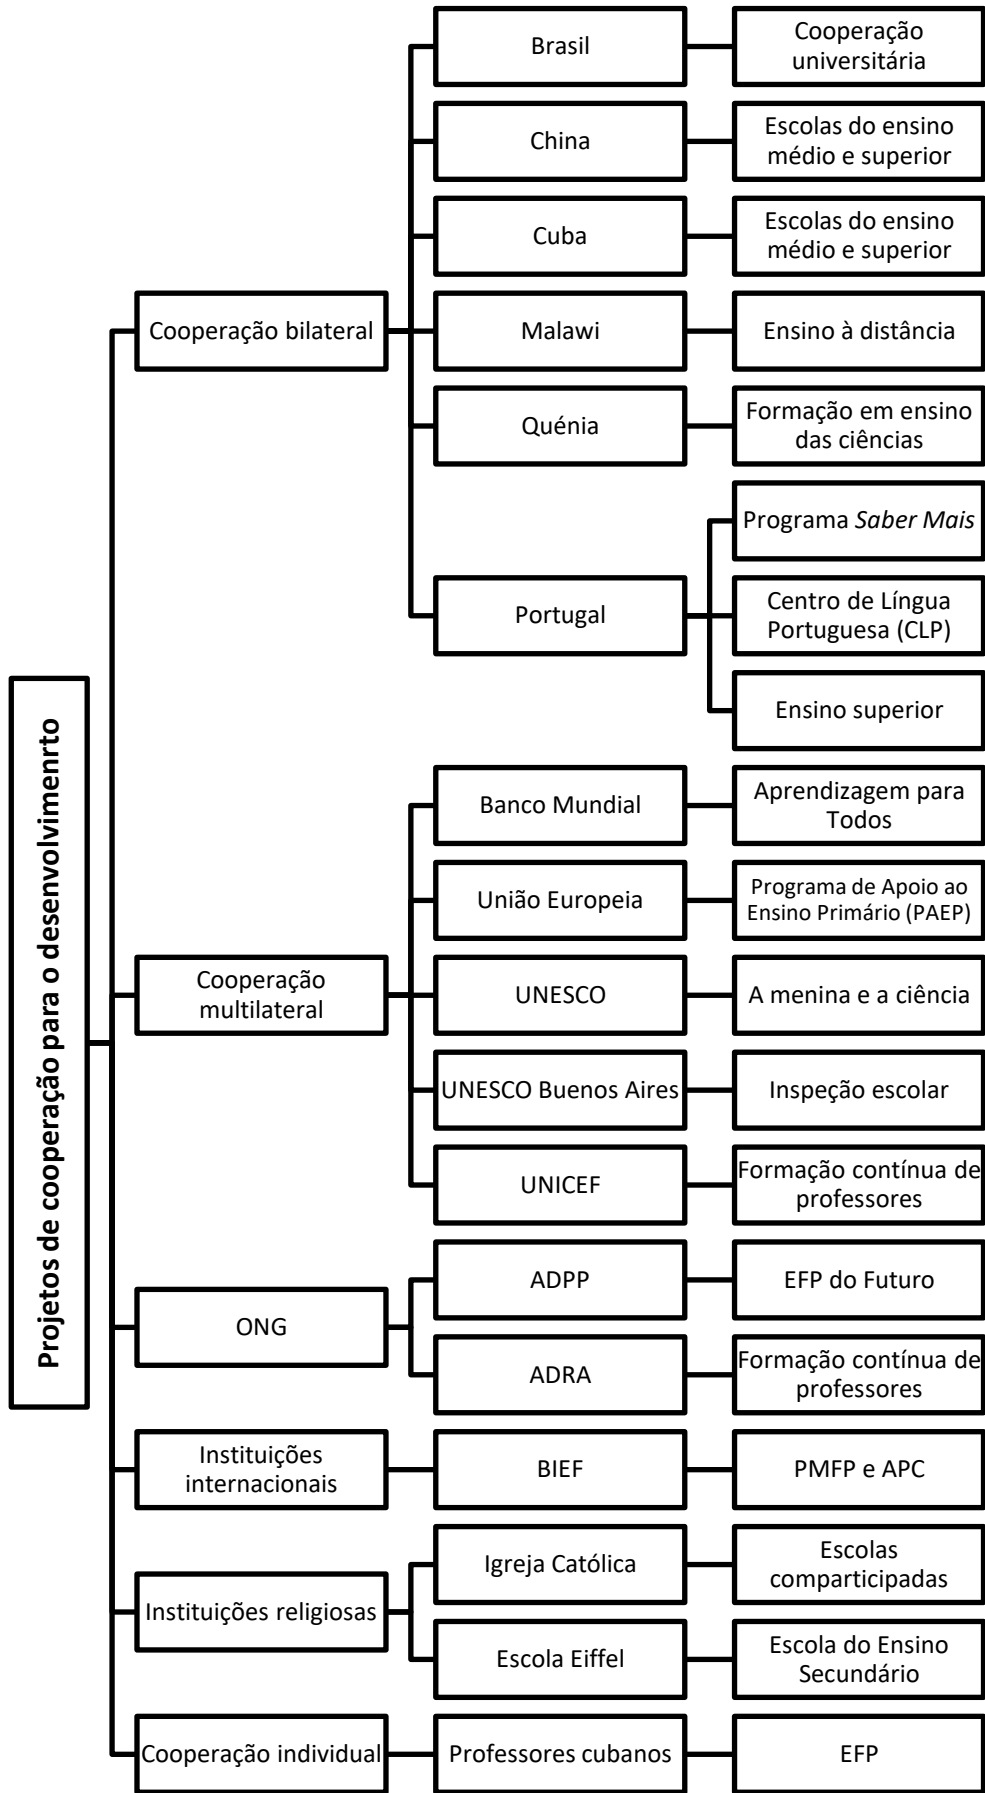 Projetos de cooperação para o desenvolvimenrto
Cooperação bilateral
Brasil
Cooperação
universitária
China
Escolas do ensino
médio e superior
Cuba
Escolas do ensino
médio e superior
Malawi
Ensino à distância
Quénia
Formação em ensino
das ciências
Portugal
Programa Saber Mais
Centro de Língua
Portuguesa (CLP)
Ensino superior
Cooperação
multilateral
Banco Mundial
Aprendizagem para
Todos
União Europeia
Programa de Apoio ao
Ensino Primário (PAEP)
UNESCO
A menina e a ciência
UNESCO Buenos Aires
Inspeção escolar
UNICEF
Formação contínua de
professores
ONG
ADPP
EFP do Futuro
ADRA
Formação contínua de
professores
Instituições
internacionais
BIEF
PMFP e APC
Instituições religiosas
Igreja Católica
Escolas
comparticipadas
Escola Eiffel
Escola do Ensino
Secundário
Cooperação individual
Professores cubanos
EFP